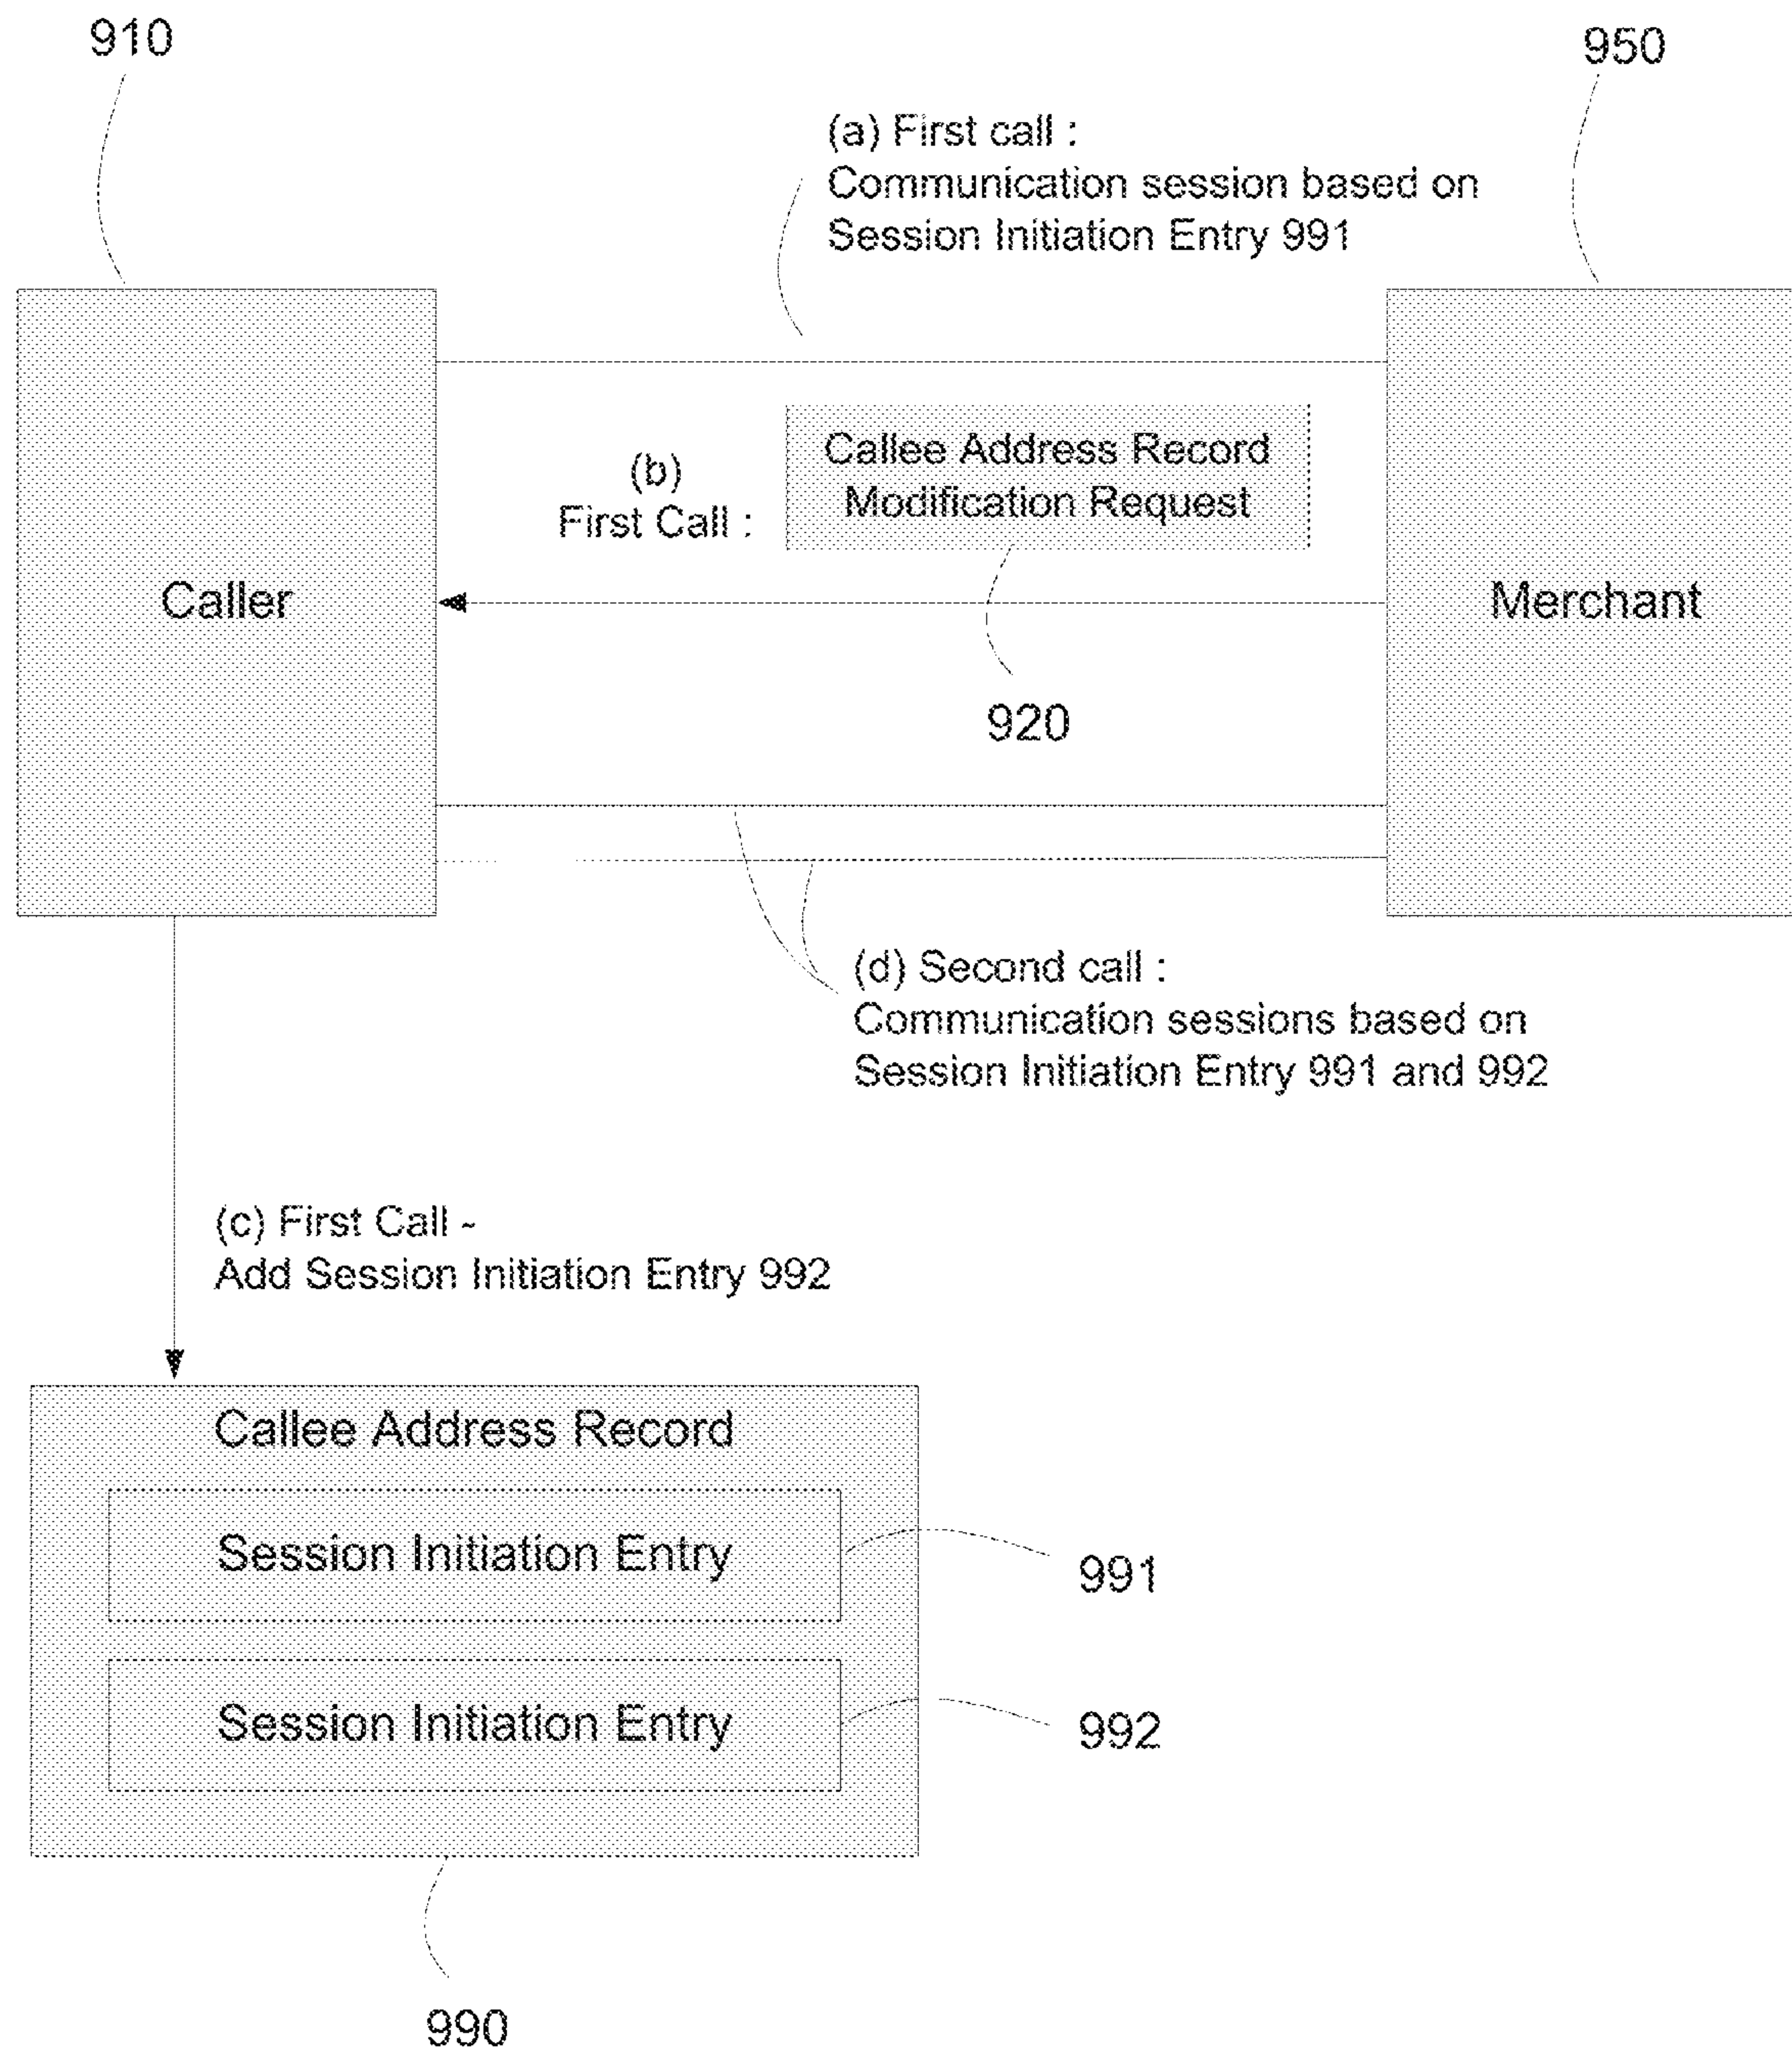 910
950
(a) First call :
Communication session based on
Session Initiation Entry 991
Callee Address Record
Modification Request
(b)
First Call :
Caller
Merchant
920
(d) Second call :
Communication sessions based on
Session Initiation Entry 991 and 992
(c) First Call -
Add Session Initiation Entry 992
Callee Address Record
Session Initiation Entry
991
Session Initiation Entry
992
990